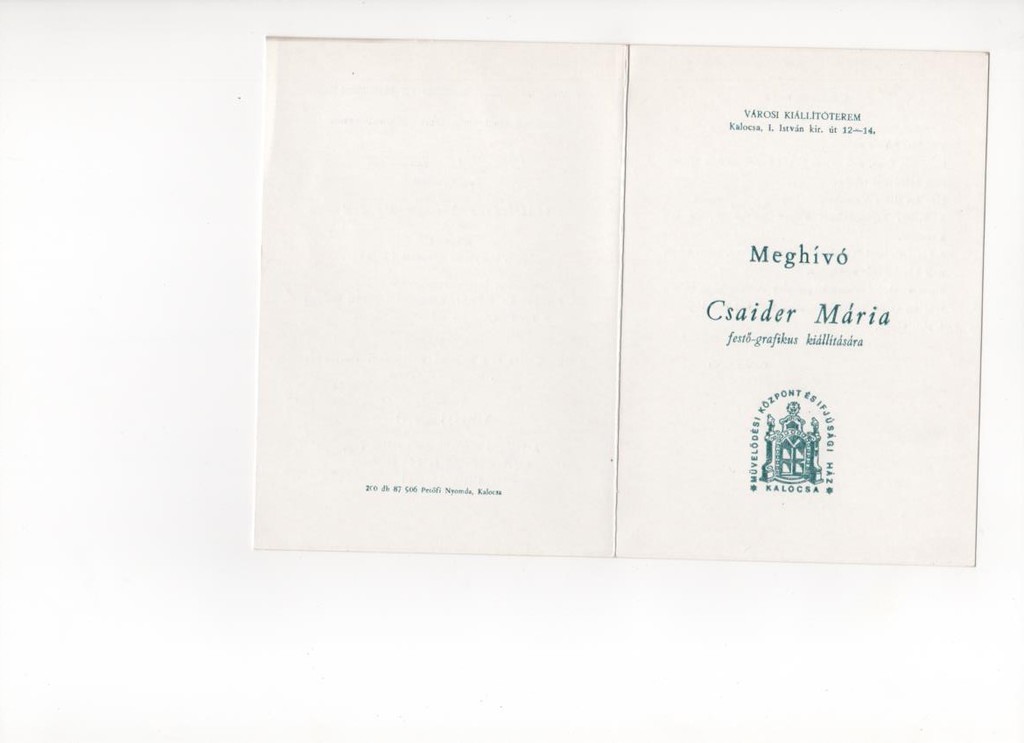 VÁROSI KIÁLLÍTÓTEREM
Kalocsa, I. István kir. út 12—14.
Meghívó
Csaider Mária
festő-grafikus kiállítására
MŰVELŐDÉSI KÖZPONT ÉS IFJÚSÁGI HÁZ
KALOCSA
200 db 87 506 Petőfi Nyomda, Kalocsa